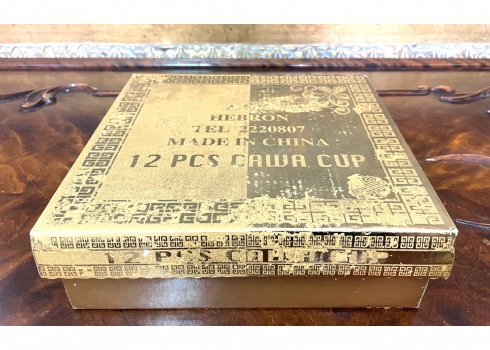 HEBRON
TEL 2220807
MADE IN CHINA
12 PCS CAWA CUP
12 PCS